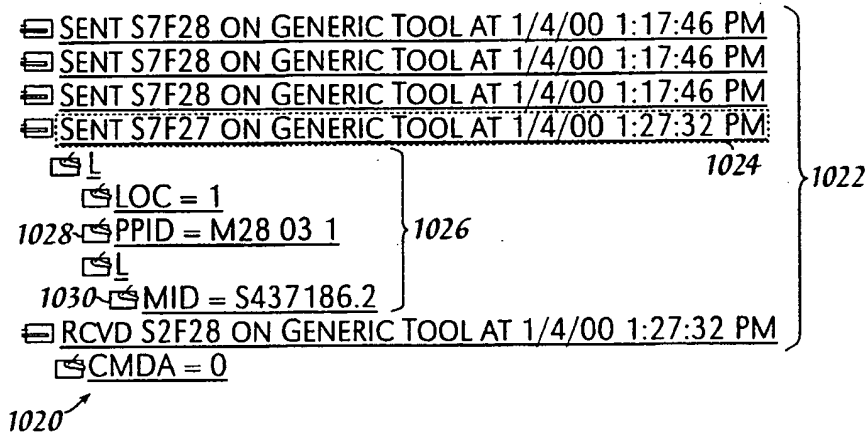 SENT S7F28 ON GENERIC TOOL AT 1/4/00 1:17:46 PM
SENT S7F28 ON GENERIC TOOL AT 1/4/00 1:17:46 PM
SENT S7F28 ON GENERIC TOOL AT 1/4/00 1:17:46 PM
SENT S7F27 ON GENERIC TOOL AT 1/4/00 1:27:32 PM
1024
1022
L
LOC = 1
1028 PPID = M28 03 1
1026
L
1030 MID = S437186.2
RCVD S2F28 ON GENERIC TOOL AT 1/4/00 1:27:32 PM
CMDA = 0
1020